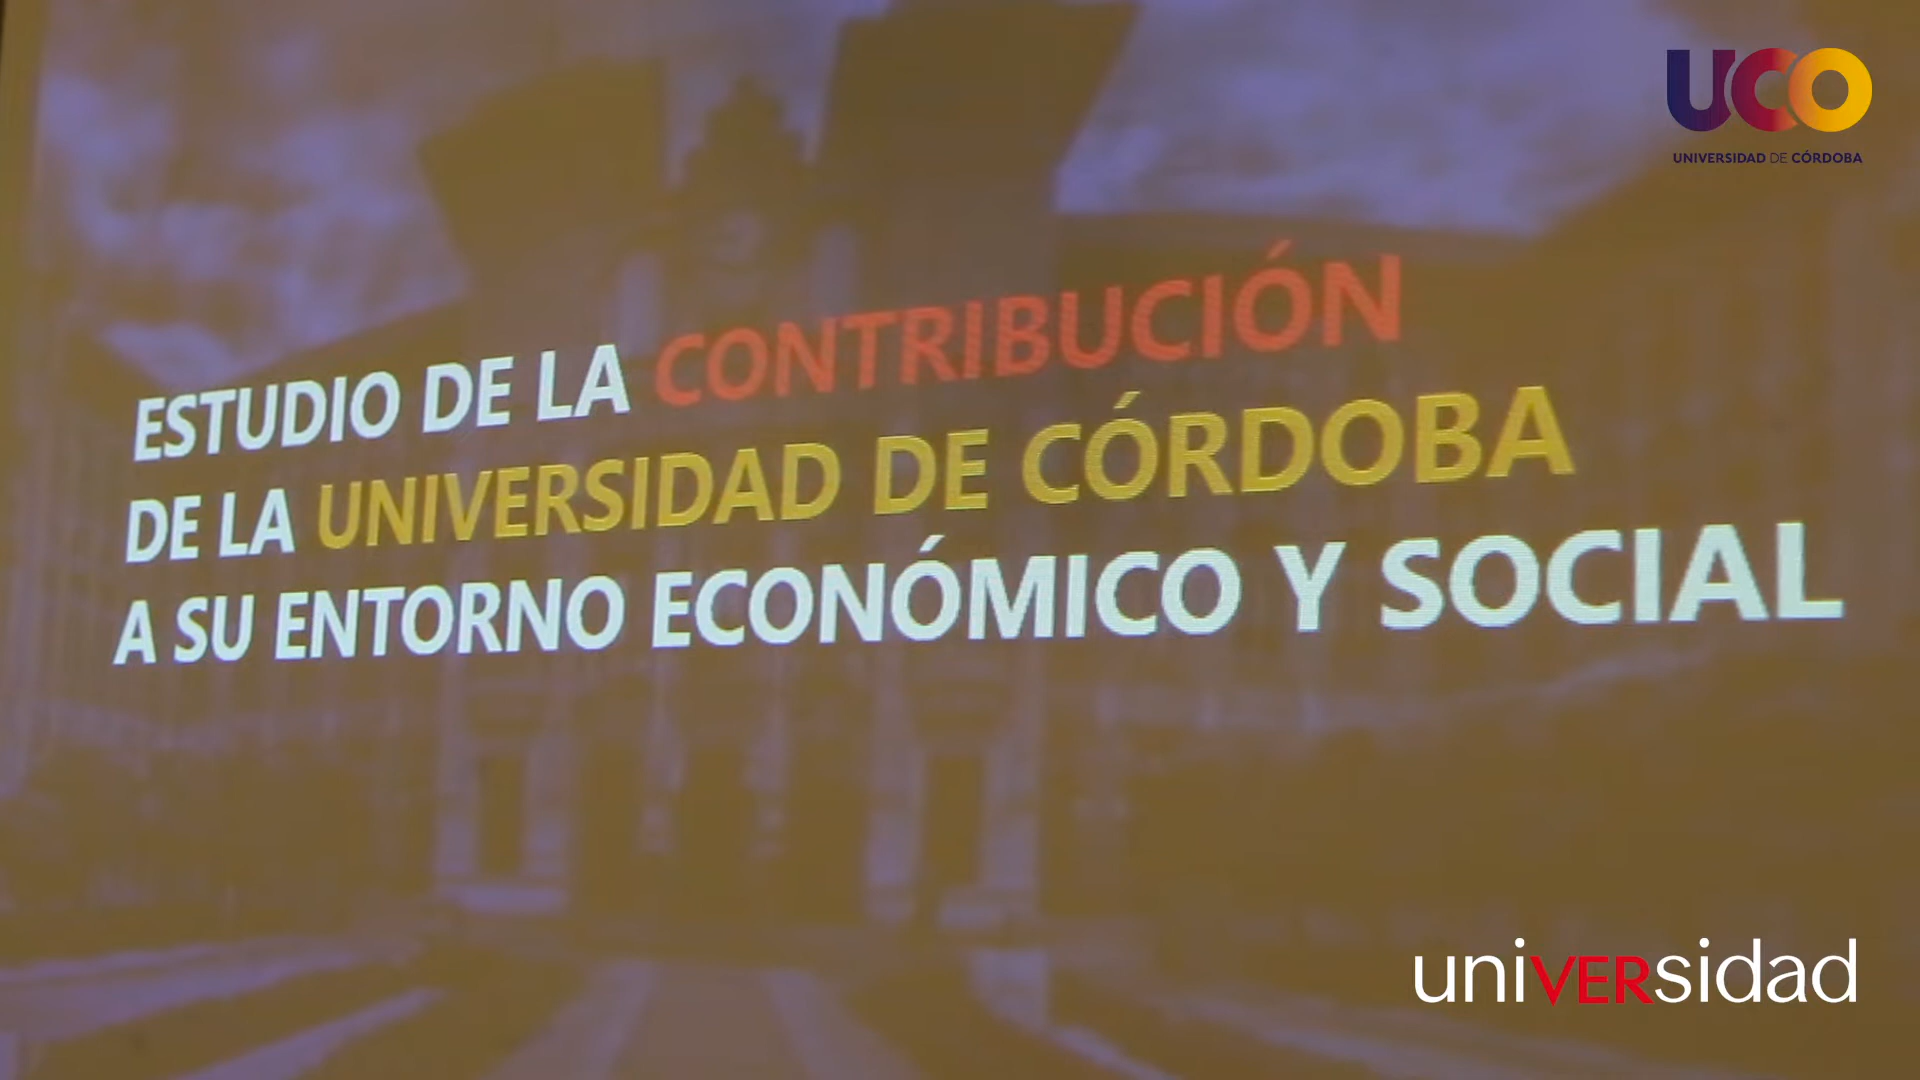 UCO
UNIVERSIDAD DE CÓRDOBA
ESTUDIO DE LA CONTRIBUCIÓN
DE LA UNIVERSIDAD DE CÓRDOBA
A SU ENTORNO ECONÓMICO Y SOCIAL
uniVERsidad